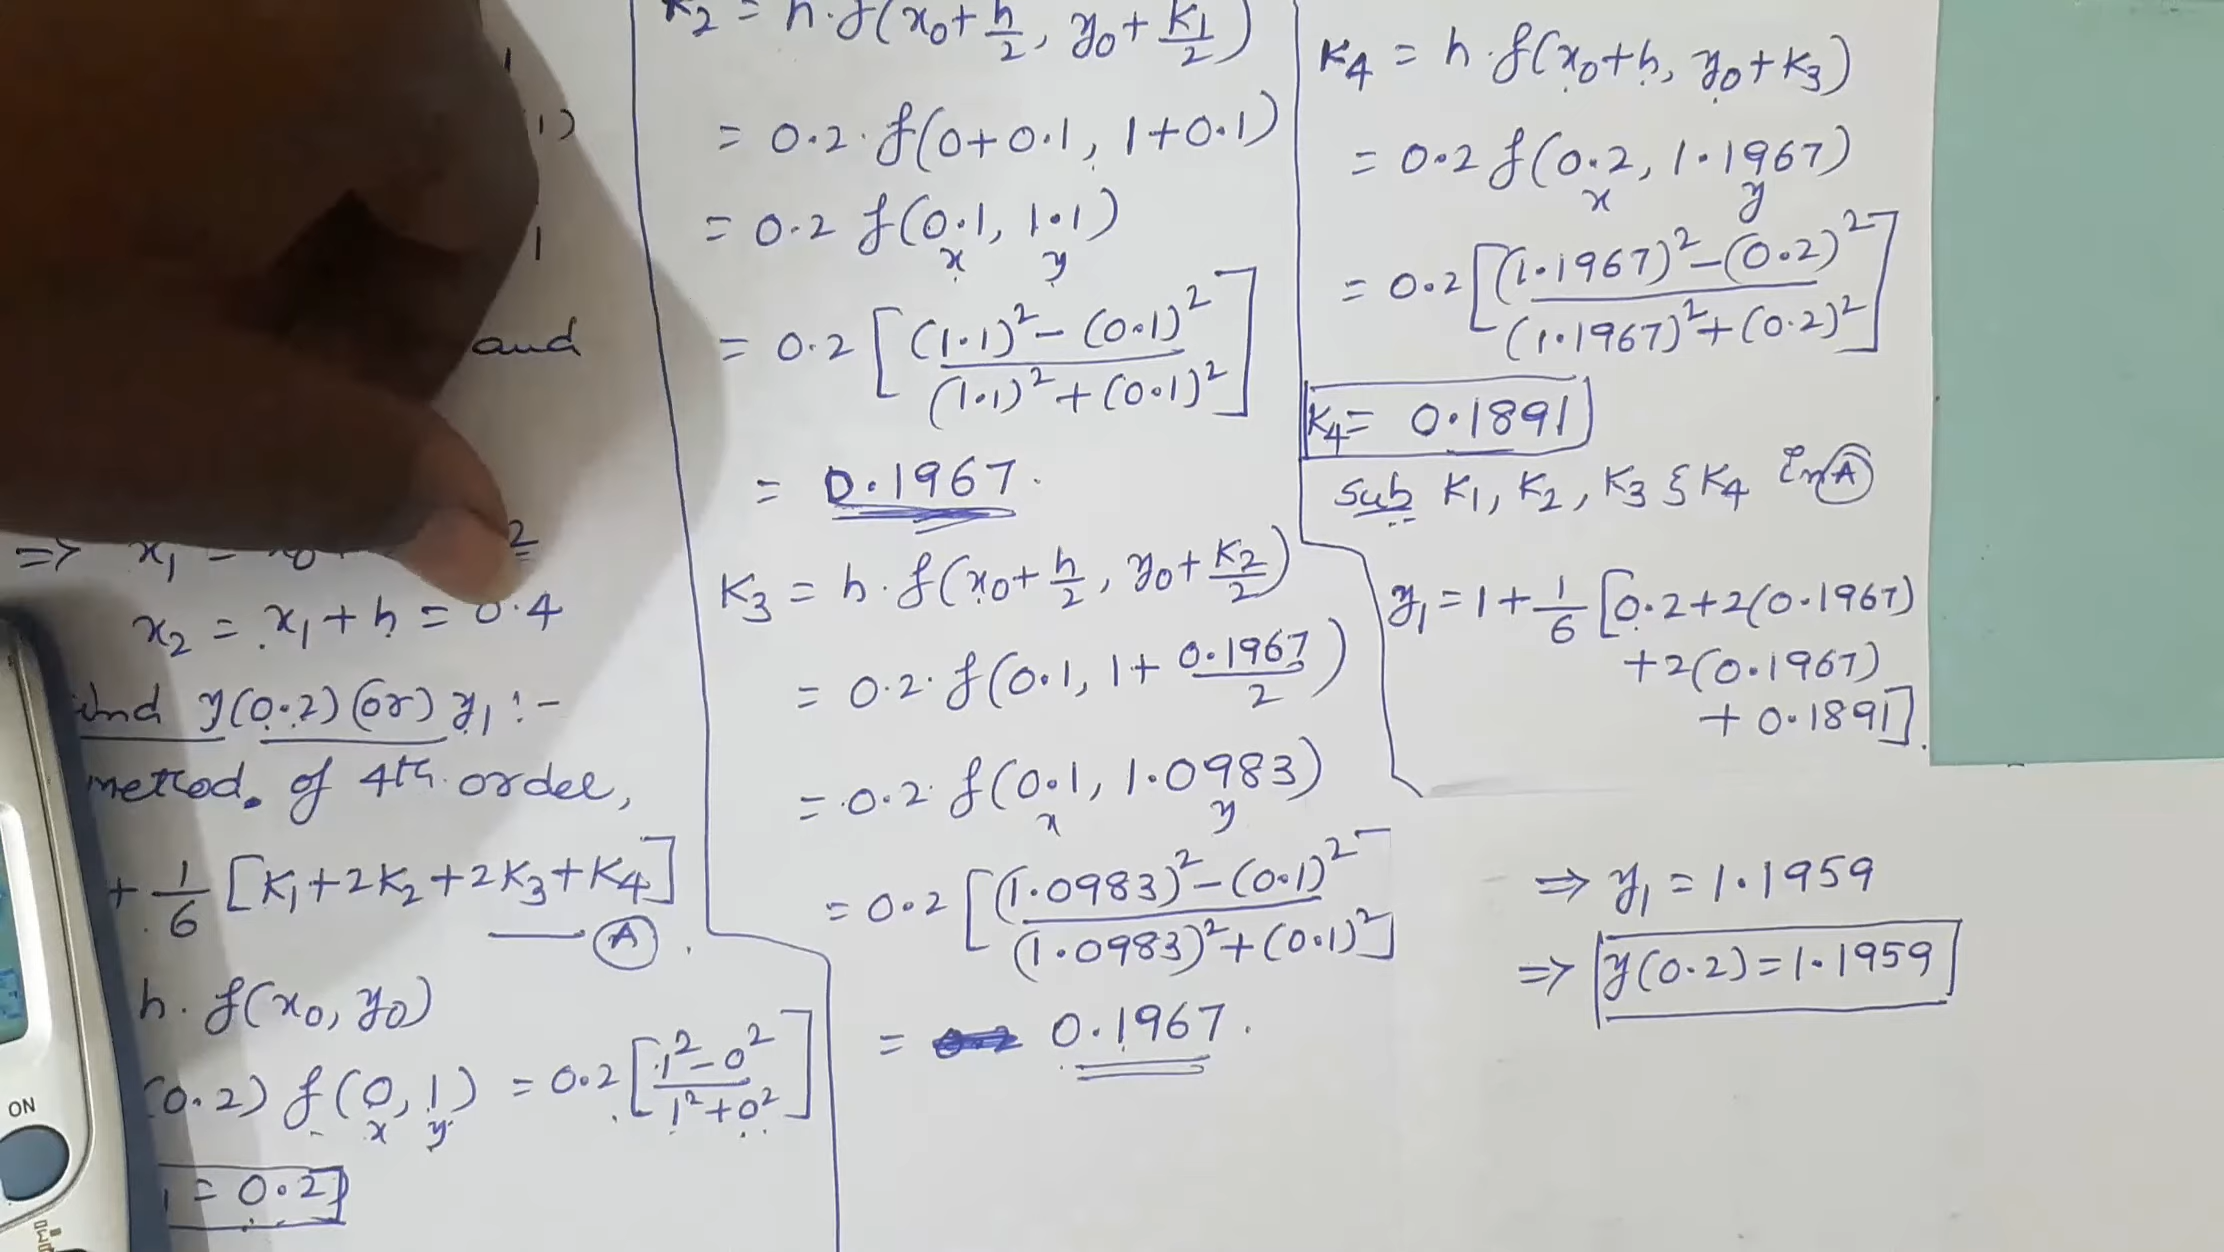 1
1)
1
and
=> x₁ = x₀ + 2
x₂ = x₁ + h = 0.4
find y(0.2) (or) y₁ :-
method of 4th order,
+ 1/6 [K₁ + 2K₂ + 2K₃ + K₄]
— (A).
h. f(x₀, y₀)
(0.2) f(0, 1) = 0.2 [(1² - 0²)/(1² + 0²)]
x y
= 0.2
ON
K₂ = h. f(x₀ + h/2, y₀ + K₁/2)
= 0.2. f(0 + 0.1, 1 + 0.1)
= 0.2 f(0.1, 1.1)
x y
= 0.2 [((1.1)² - (0.1)²)/((1.1)² + (0.1)²)]
= 0.1967.
K₃ = h. f(x₀ + h/2, y₀ + K₂/2)
= 0.2. f(0.1, 1 + 0.1967/2)
= 0.2. f(0.1, 1.0983)
x y
= 0.2 [((1.0983)² - (0.1)²)/((1.0983)² + (0.1)²)]
= 0.1967.
K₄ = h. f(x₀ + h, y₀ + K₃)
= 0.2 f(0.2, 1.1967)
x y
= 0.2 [((1.1967)² - (0.2)²)/((1.1967)² + (0.2)²)]
K₄ = 0.1891
Sub K₁, K₂, K₃ & K₄ in (A)
y₁ = 1 + 1/6 [0.2 + 2(0.1967)
+ 2(0.1967)
+ 0.1891].
=> y₁ = 1.1959
=> y(0.2) = 1.1959